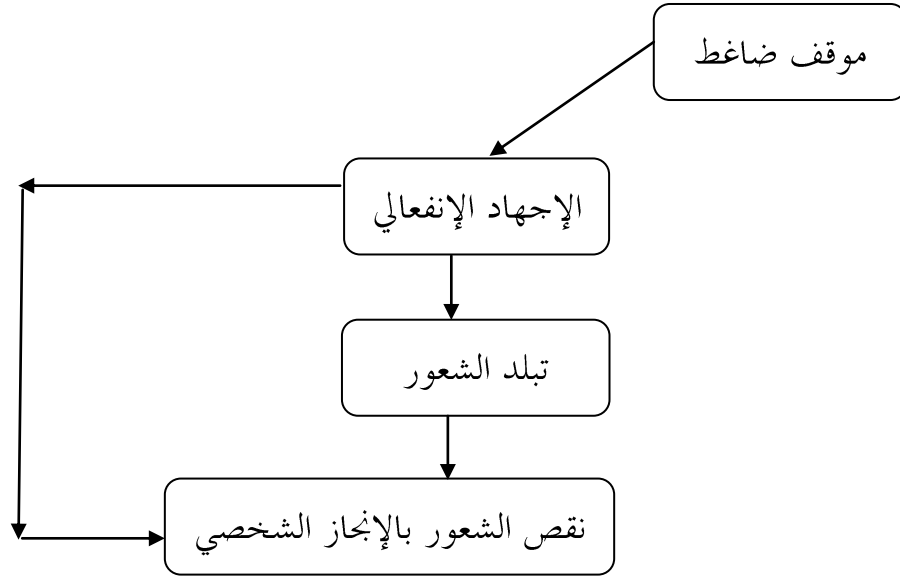 موقف ضاغط
الإجهاد الإنفعالي
تبلد الشعور
نقص الشعور بالإنجاز الشخصي